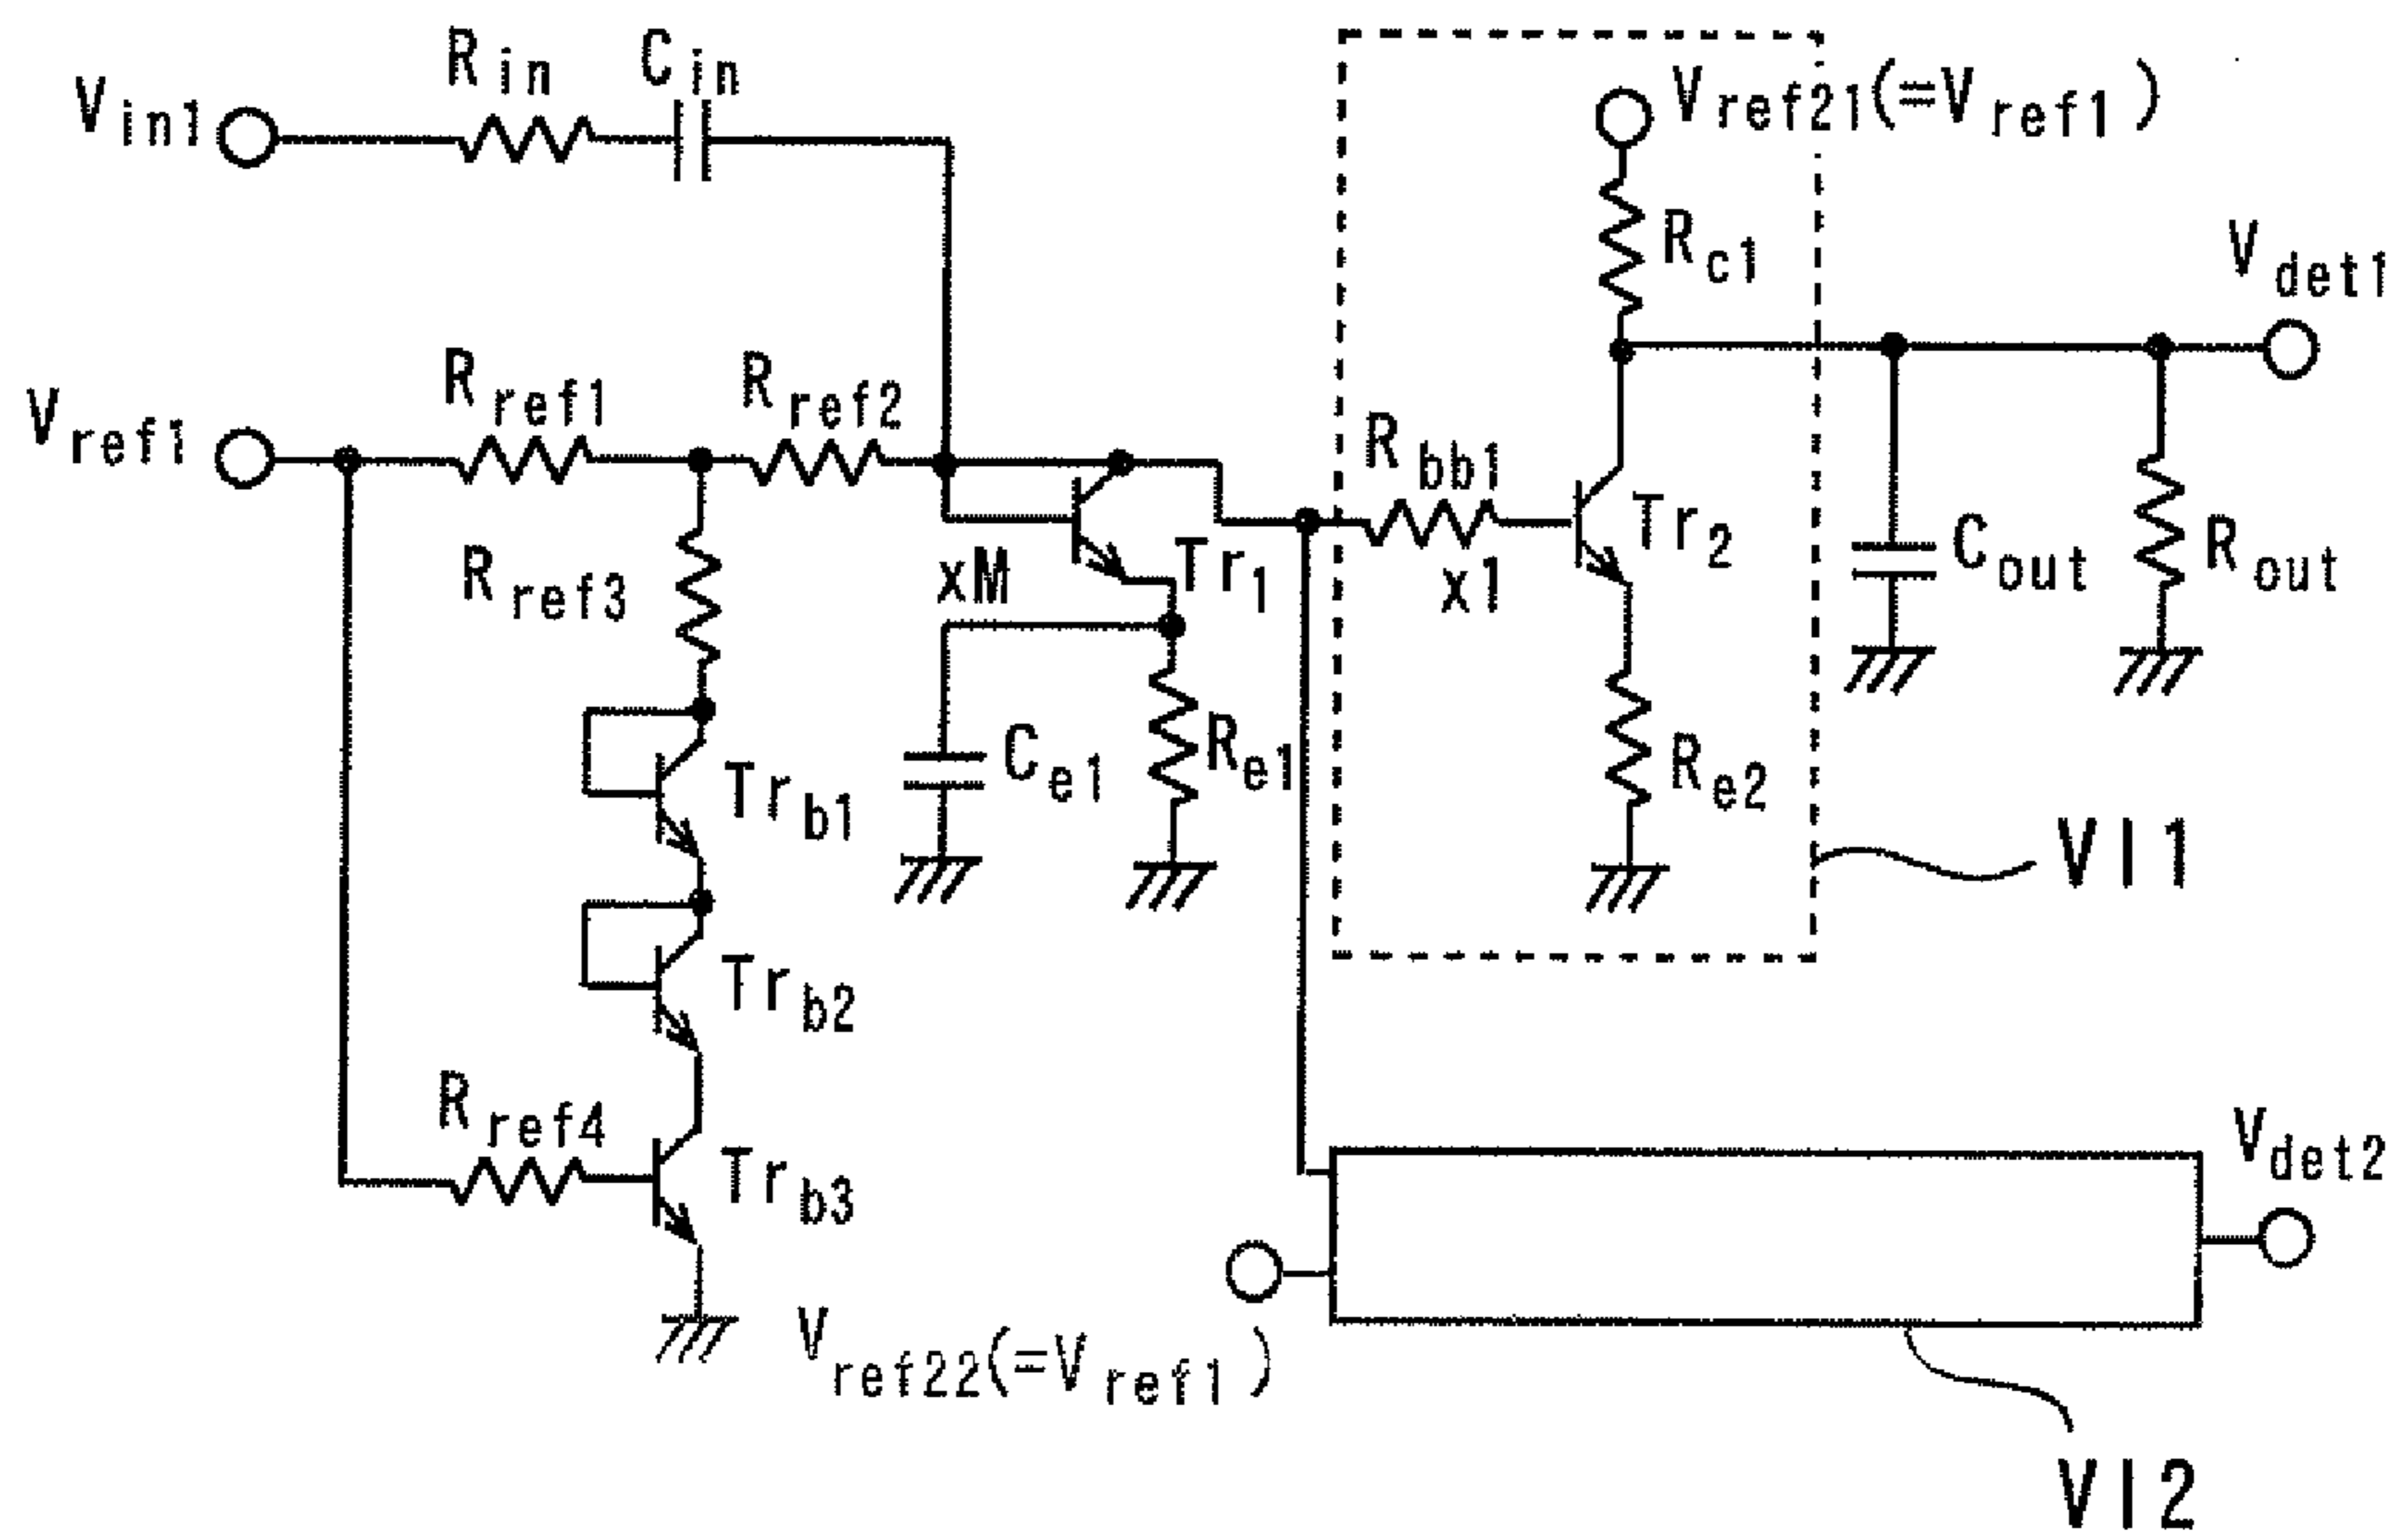 Vin1
Rin
Cin
Vref21(=Vref1)
Rc1
Vdet1
Vref1
Rref1
Rref2
Rbb1
x1
Tr2
Cout
Rout
Rref3
xM
Tr1
Ce1
Re1
Re2
Trb1
VI1
Trb2
Rref4
Trb3
Vdet2
Vref22(=Vref1)
VI2